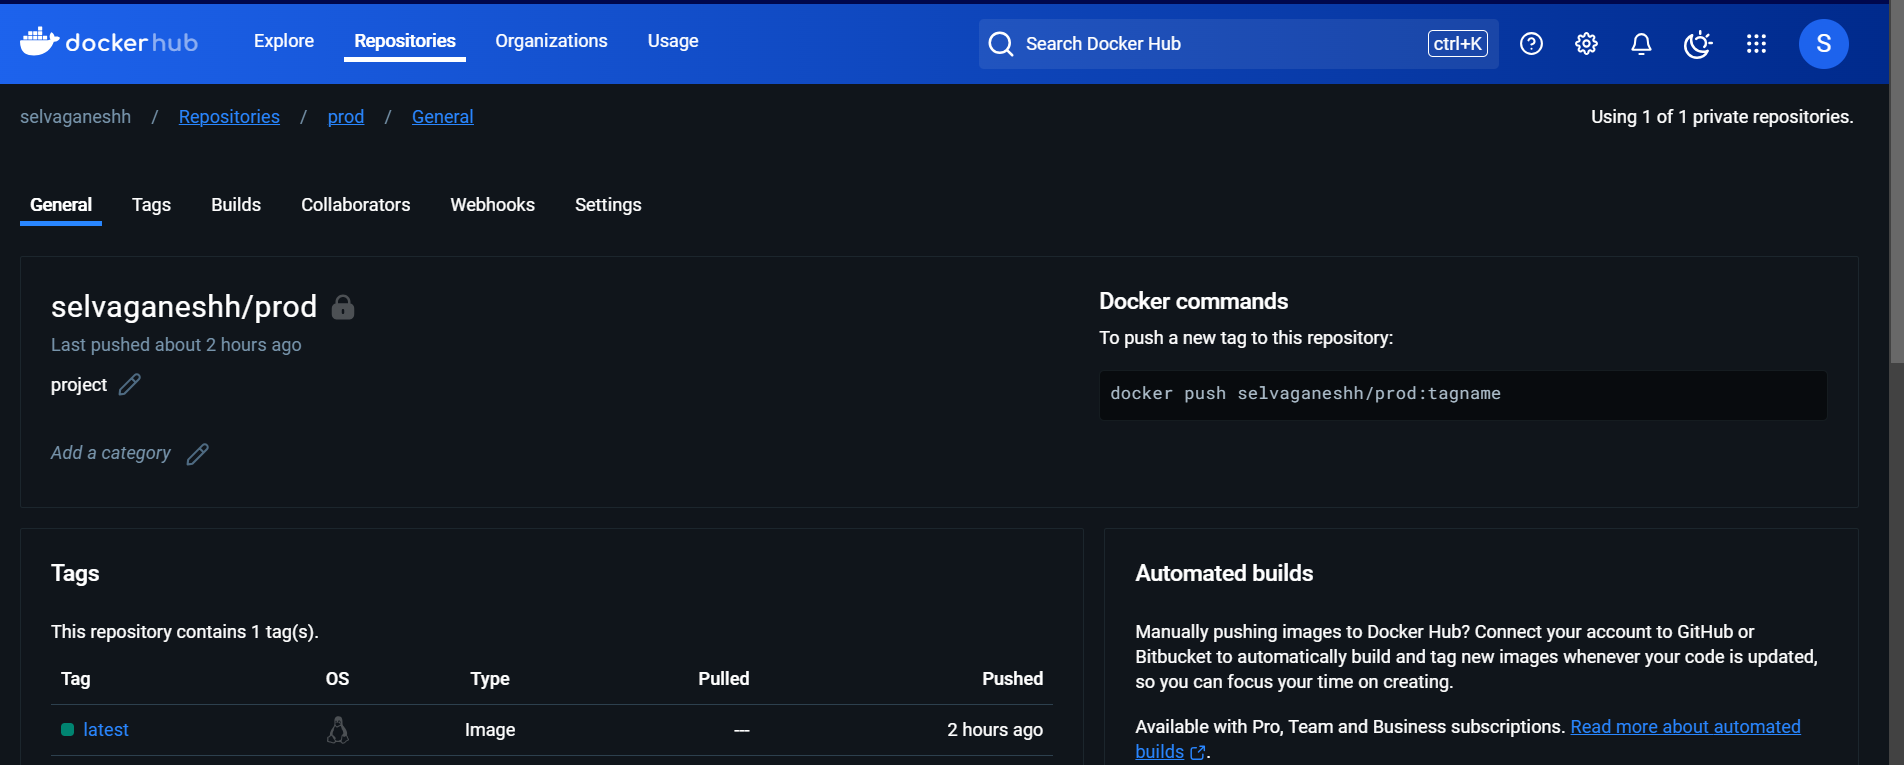 docker hub
Explore
Repositories
Organizations
Usage
Search Docker Hub
ctrl+K
S
selvaganeshh / Repositories / prod / General
Using 1 of 1 private repositories.
General
Tags
Builds
Collaborators
Webhooks
Settings
selvaganeshh/prod
Last pushed about 2 hours ago
project
Add a category
Docker commands
To push a new tag to this repository:
docker push selvaganeshh/prod:tagname
Tags
This repository contains 1 tag(s).
Tag OS Type Pulled Pushed
latest Image --- 2 hours ago
Automated builds
Manually pushing images to Docker Hub? Connect your account to GitHub or
Bitbucket to automatically build and tag new images whenever your code is updated,
so you can focus your time on creating.
Available with Pro, Team and Business subscriptions. Read more about automated
builds.